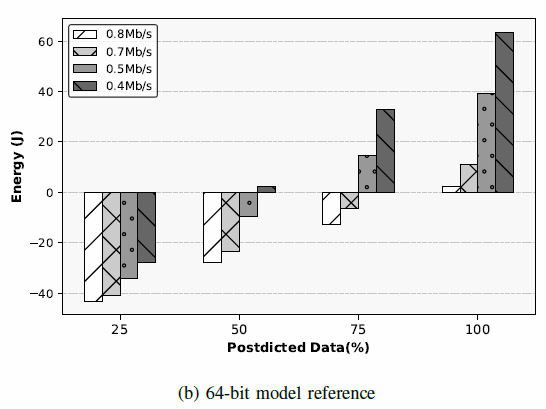 60
40
20
0
−20
−40
Energy (J)
0.8Mb/s
0.7Mb/s
0.5Mb/s
0.4Mb/s
25 50 75 100
Postdicted Data(%)
(b) 64-bit model reference